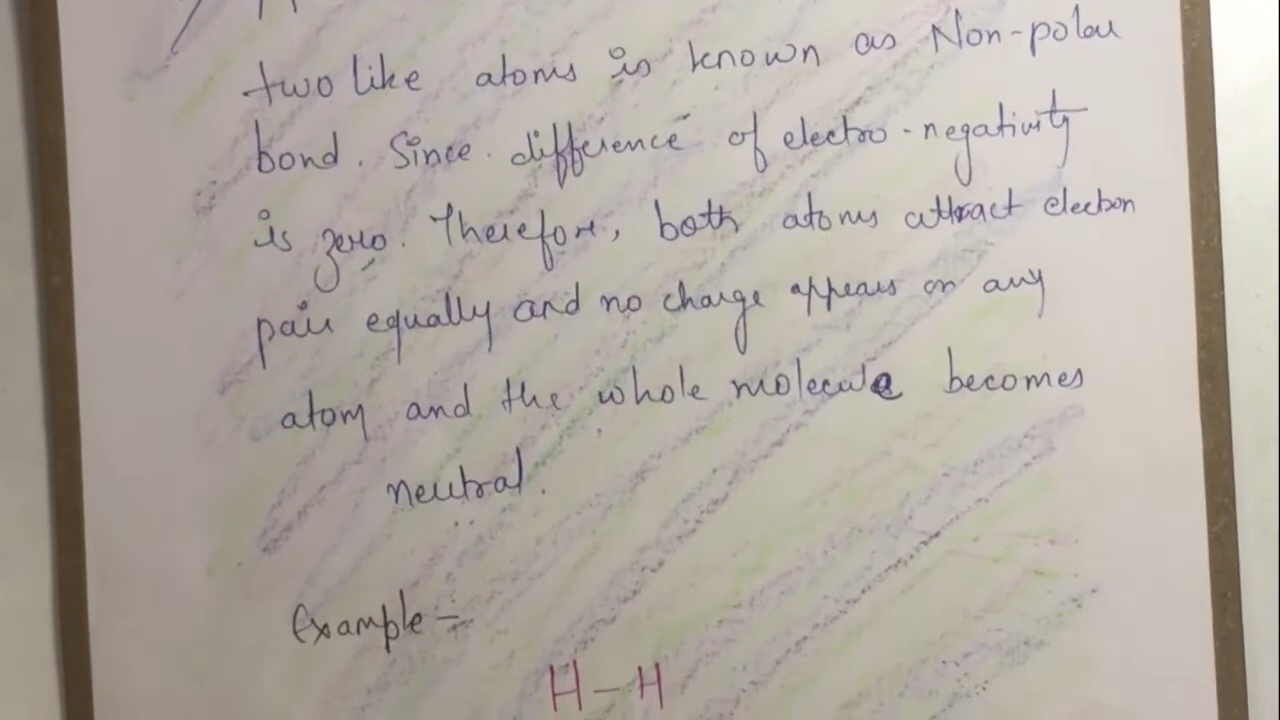 two like atoms is known as Non-polar
bond. Since difference of electro-negativity
is zero. Therefore, both atoms attract electron
pair equally and no charge appears on any
atom and the whole molecule becomes
neutral.
Example -
H - H